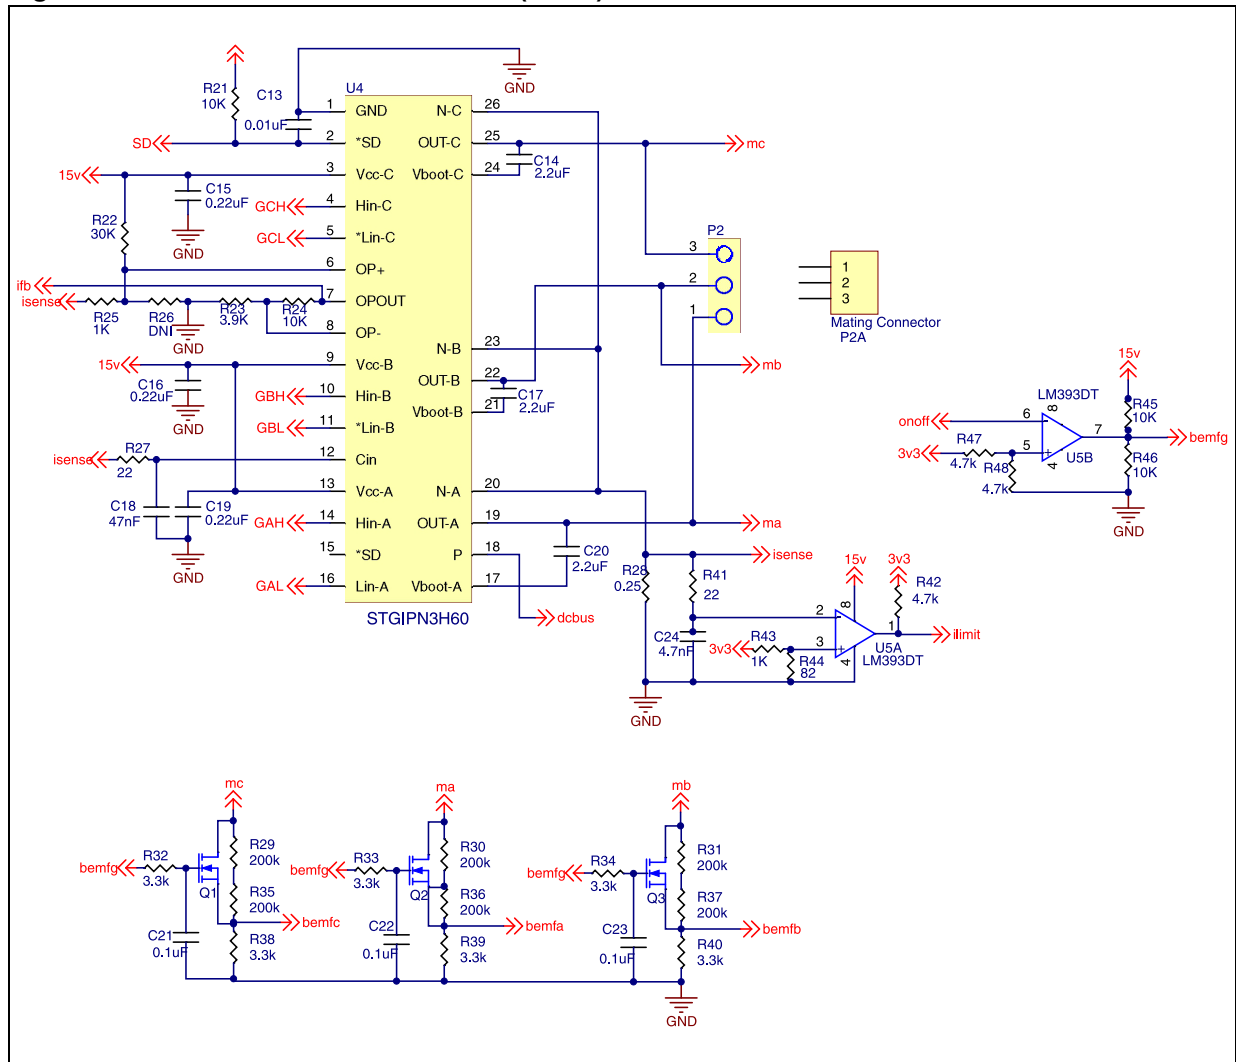 U4
R21
10K
C13
0.01uF
GND
SD
15v
C15
0.22uF
GND
R22
30K
GCH
GCL
ifb
isense
R25
1K
R26
DNI
R23
3.9K
R24
10K
GND
15v
C16
0.22uF
GND
GBH
GBL
isense
R27
22
C18
47nF
C19
0.22uF
GND
GAH
GAL
1 GND
2 *SD
3 Vcc-C
4 Hin-C
5 *Lin-C
6 OP+
7 OPOUT
8 OP-
9 Vcc-B
10 Hin-B
11 *Lin-B
12 Cin
13 Vcc-A
14 Hin-A
15 *SD
16 Lin-A
N-C 26
OUT-C 25
Vboot-C 24
N-B 23
OUT-B 22
Vboot-B 21
N-A 20
OUT-A 19
P 18
Vboot-A 17
STGIPN3H60
C14
2.2uF
mc
P2
3
2
1
1
2
3
Mating Connector
P2A
mb
C17
2.2uF
C20
2.2uF
ma
isense
dcbus
R28
0.25
R41
22
C24
4.7nF
3v3
R43
1K
R44
82
2
3
8
4
1
15v
3v3
R42
4.7k
U5A
LM393DT
ilimit
GND
15v
LM393DT
onoff
6
5
8
4
7
U5B
3v3
R47
4.7k
R48
4.7k
R45
10K
R46
10K
bemfg
GND
mc
bemfg
R32
3.3k
Q1
R29
200k
R35
200k
bemfc
C21
0.1uF
R38
3.3k
ma
bemfg
R33
3.3k
Q2
R30
200k
R36
200k
bemfa
C22
0.1uF
R39
3.3k
mb
bemfg
R34
3.3k
Q3
R31
200k
R37
200k
bemfb
C23
0.1uF
R40
3.3k
GND